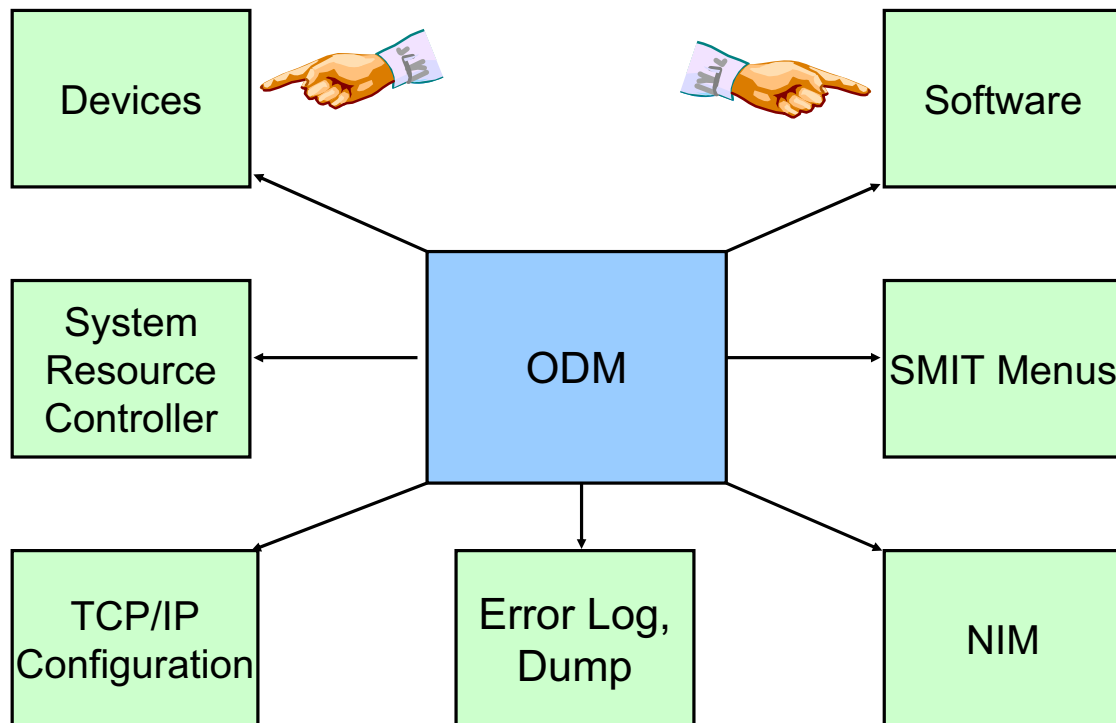 Devices
Software
System
Resource
Controller
ODM
SMIT Menus
TCP/IP
Configuration
Error Log,
Dump
NIM